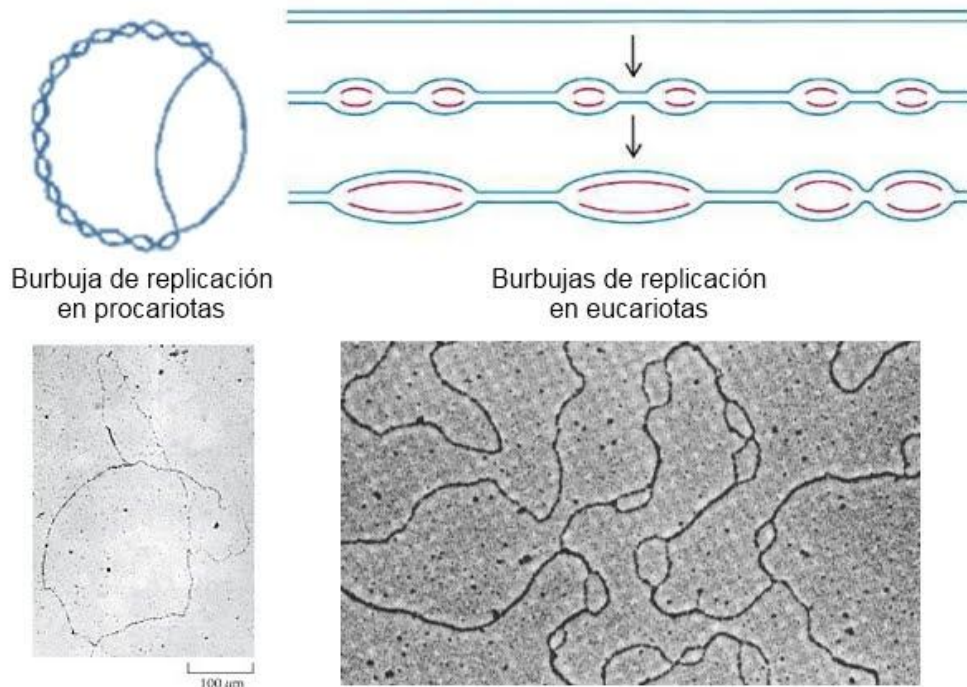 Burbuja de replicación
en procariotas
Burbujas de replicación
en eucariotas
100 µm